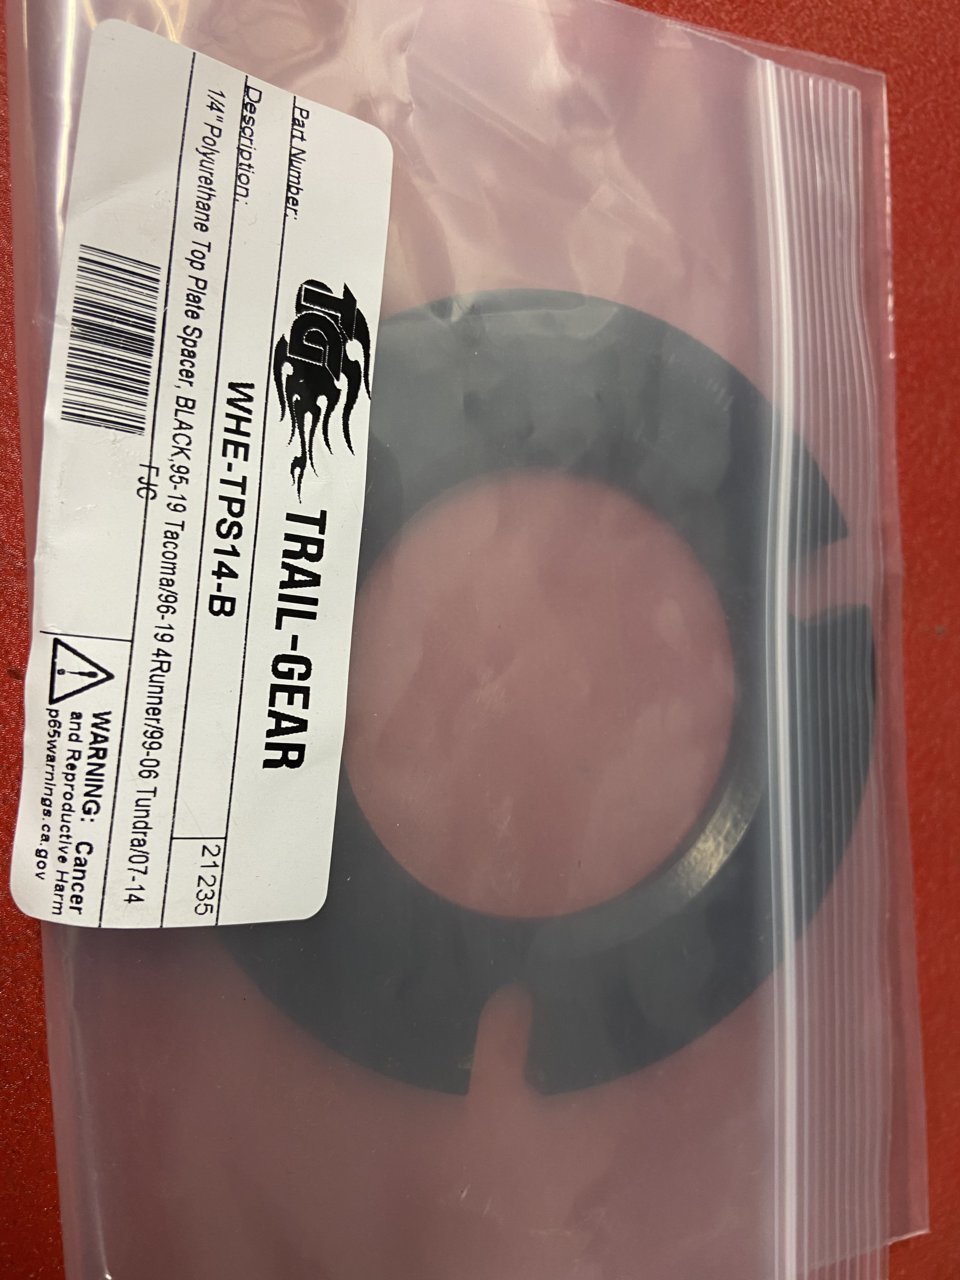 TG
TRAIL-GEAR
Part Number:
WHE-TPS14-B
21235
Description:
1/4" Polyurethane Top Plate Spacer, BLACK,95-19 Tacoma/96-19 4Runner/99-06 Tundra/07-14
FJC
WARNING: Cancer
and Reproductive Harm
p65warnings.ca.gov